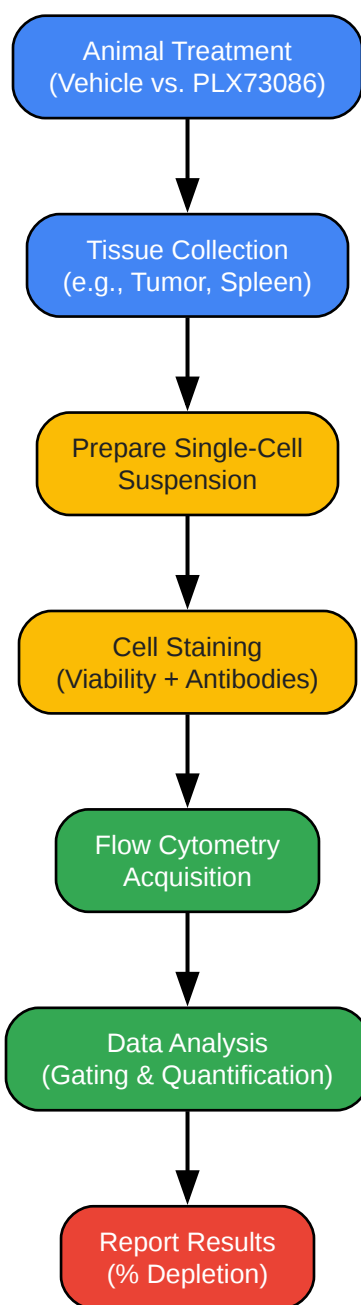 Animal Treatment
(Vehicle vs. PLX73086)
Tissue Collection
(e.g., Tumor, Spleen)
Prepare Single-Cell
Suspension
Cell Staining
(Viability + Antibodies)
Flow Cytometry
Acquisition
Data Analysis
(Gating & Quantification)
Report Results
(% Depletion)